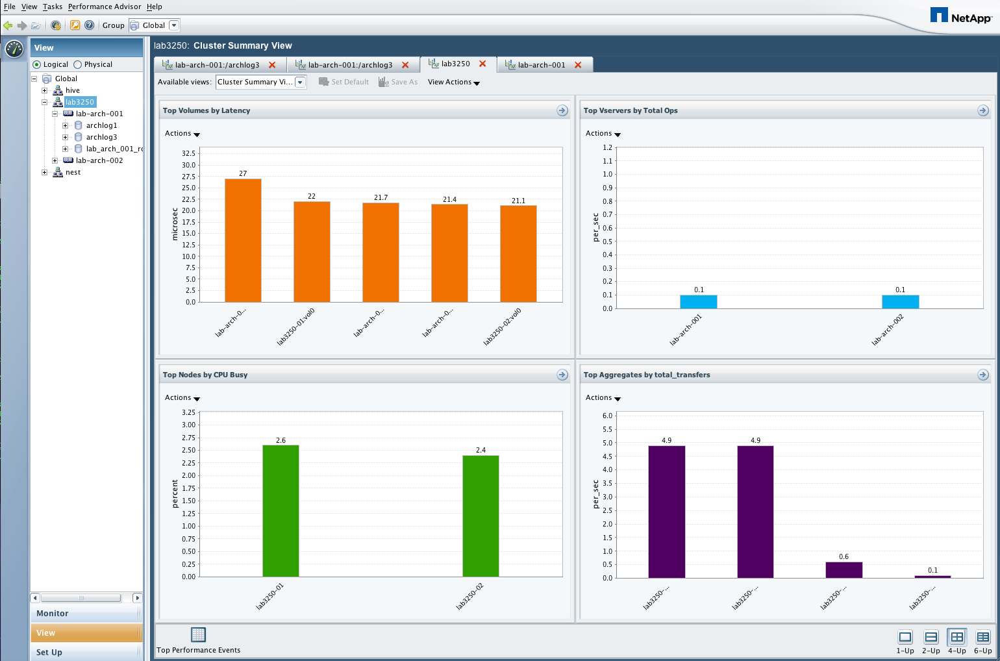 File View Tasks Performance Advisor Help
NetApp
Group Global
View
Logical Physical
Global
hive
lab3250
lab-arch-001
archlog1
archlog3
lab_arch_001_ro
lab-arch-002
nest
Monitor
View
Set Up
lab3250: Cluster Summary View
lab-arch-001:/archlog3 lab-arch-001:/archlog3 lab3250 lab-arch-001
Available views: Cluster Summary Vi... Set Default Save As View Actions
Top Volumes by Latency
Actions
32.5
30.0
27.5
25.0
22.5
20.0
17.5
15.0
12.5
10.0
7.5
5.0
2.5
0.0
microsec
27 22 21.7 21.4 21.1
lab-arch-0... lab3250-01:vol0 lab-arch-0... lab-arch-0... lab3250-02:vol0
Top Vservers by Total Ops
Actions
1.2
1.1
1.0
0.9
0.8
0.7
0.6
0.5
0.4
0.3
0.2
0.1
0.0
per_sec
0.1 0.1
lab-arch-001 lab-arch-002
Top Nodes by CPU Busy
Actions
3.25
3.00
2.75
2.50
2.25
2.00
1.75
1.50
1.25
1.00
0.75
0.50
0.25
0.00
percent
2.6 2.4
lab3250-01 lab3250-02
Top Aggregates by total_transfers
Actions
6.0
5.5
5.0
4.5
4.0
3.5
3.0
2.5
2.0
1.5
1.0
0.5
0.0
per_sec
4.9 4.9 0.6 0.1
lab3250-... lab3250-... lab3250-... lab3250-...
Top Performance Events
1-Up 2-Up 4-Up 6-Up